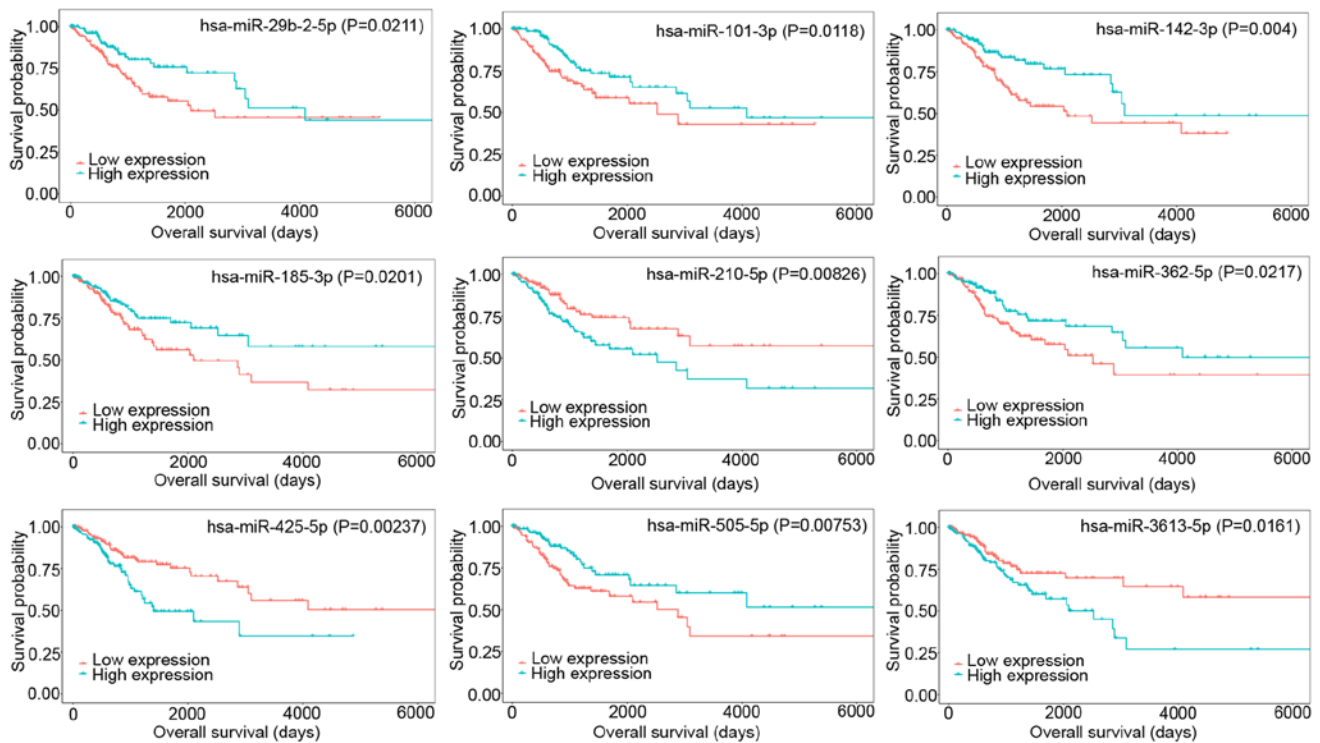 hsa-miR-29b-2-5p (P=0.0211)
Survival probability
1.00
0.75
0.50
0.25
0.00
Low expression
High expression
0
2000
4000
6000
Overall survival (days)
hsa-miR-101-3p (P=0.0118)
Survival probability
1.00
0.75
0.50
0.25
0.00
Low expression
High expression
0
2000
4000
6000
Overall survival (days)
hsa-miR-142-3p (P=0.004)
Survival probability
1.00
0.75
0.50
0.25
0.00
Low expression
High expression
0
2000
4000
6000
Overall survival (days)
hsa-miR-185-3p (P=0.0201)
Survival probability
1.00
0.75
0.50
0.25
0.00
Low expression
High expression
0
2000
4000
6000
Overall survival (days)
hsa-miR-210-5p (P=0.00826)
Survival probability
1.00
0.75
0.50
0.25
0.00
Low expression
High expression
0
2000
4000
6000
Overall survival (days)
hsa-miR-362-5p (P=0.0217)
Survival probability
1.00
0.75
0.50
0.25
0.00
Low expression
High expression
0
2000
4000
6000
Overall survival (days)
hsa-miR-425-5p (P=0.00237)
Survival probability
1.00
0.75
0.50
0.25
0.00
Low expression
High expression
0
2000
4000
6000
Overall survival (days)
hsa-miR-505-5p (P=0.00753)
Survival probability
1.00
0.75
0.50
0.25
0.00
Low expression
High expression
0
2000
4000
6000
Overall survival (days)
hsa-miR-3613-5p (P=0.0161)
Survival probability
1.00
0.75
0.50
0.25
0.00
Low expression
High expression
0
2000
4000
6000
Overall survival (days)